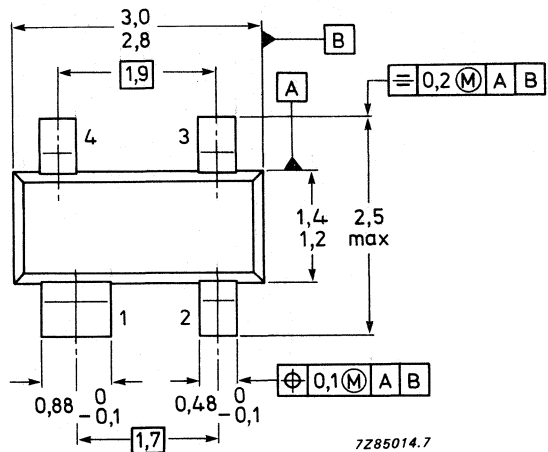 3,0
2,8
B
1,9
A
⌯ 0,2 Ⓜ A B
4
3
1,4
1,2
2,5
max
1
2
⌖ 0,1 Ⓜ A B
0,88 0
-0,1
0,48 0
-0,1
1,7
7Z85014.7